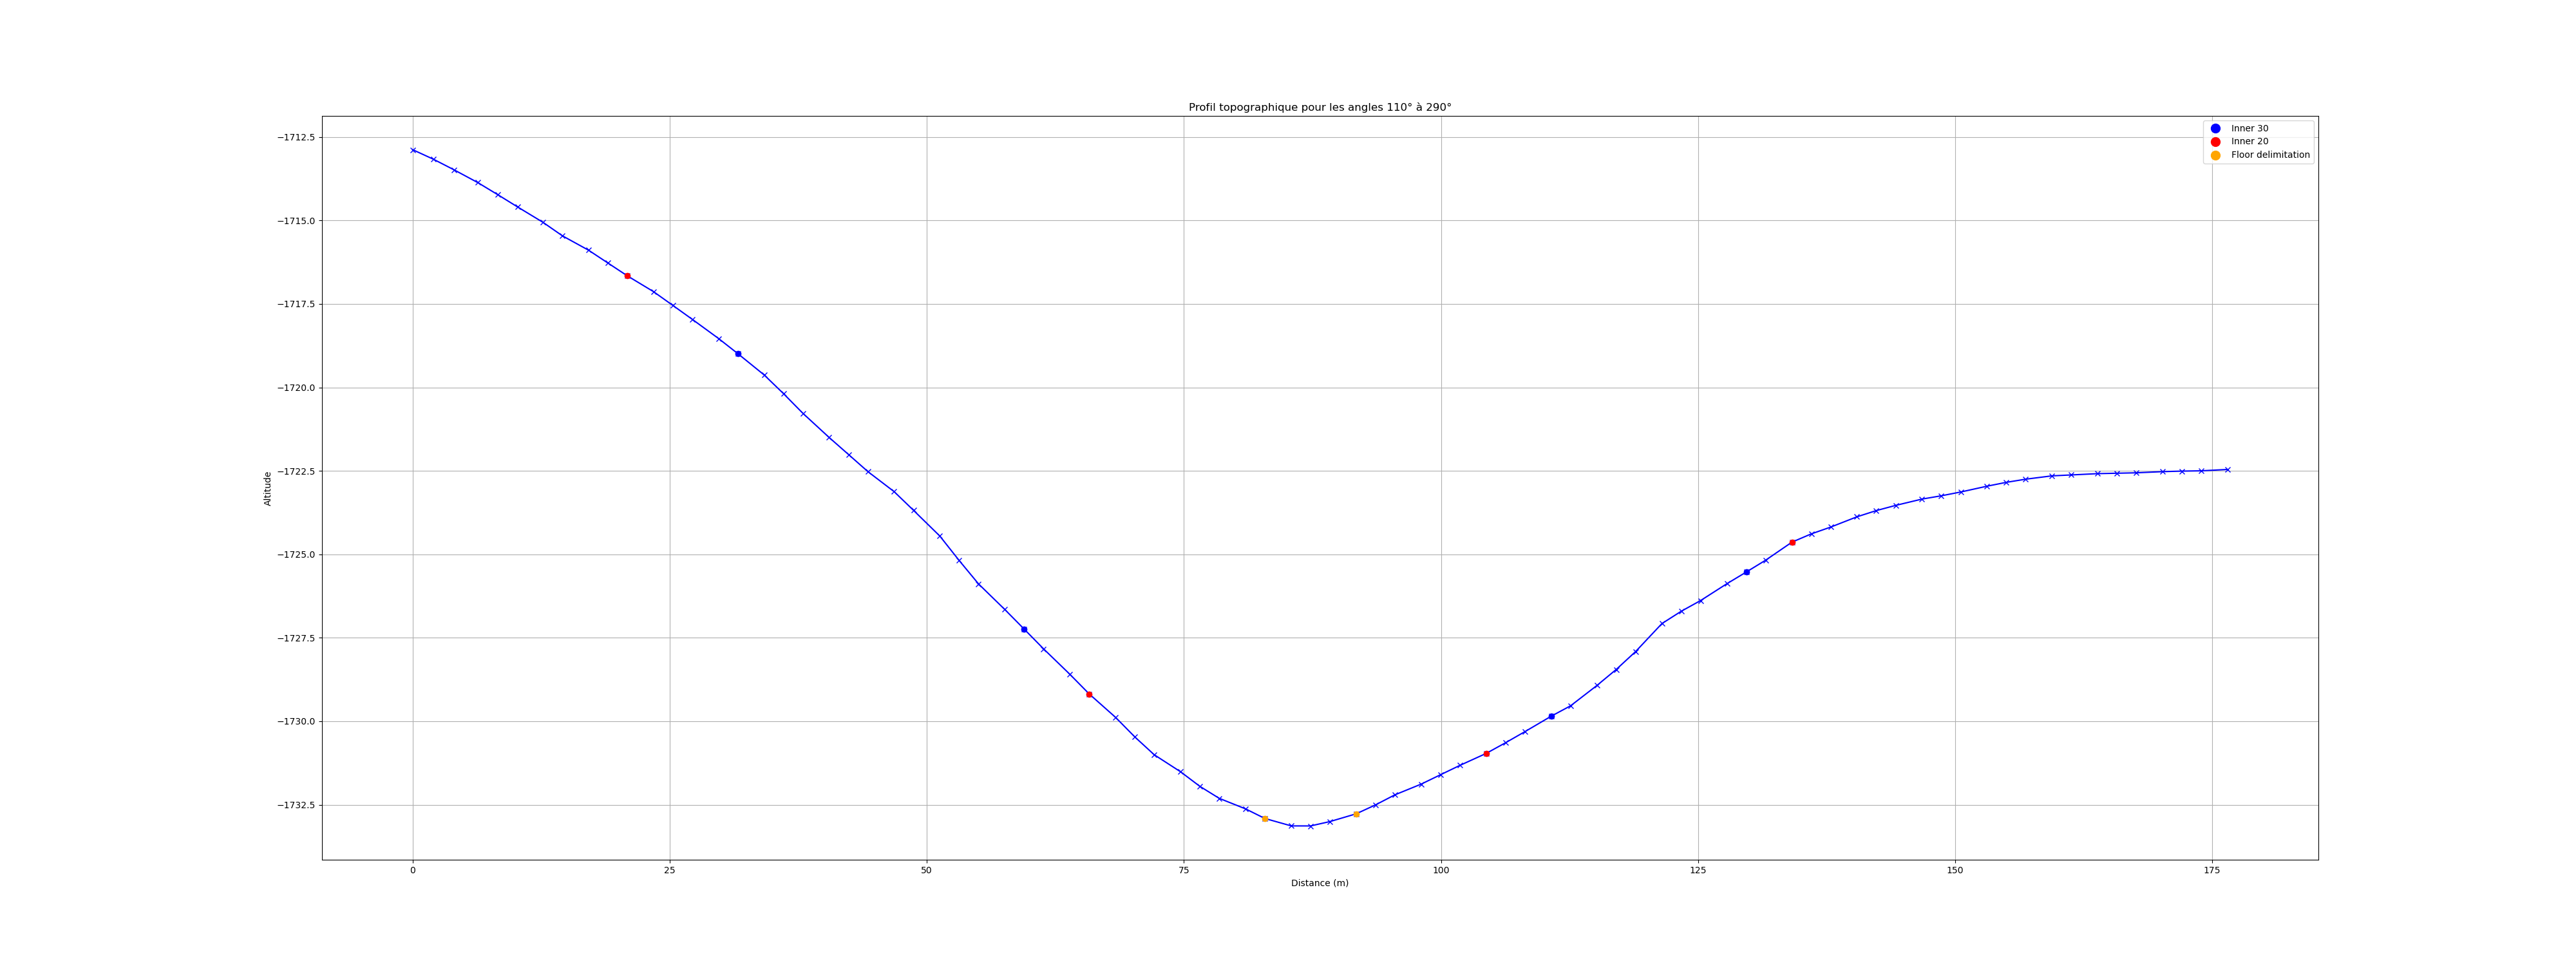 Profil topographique pour les angles 110° à 290°
Inner 30
Inner 20
Floor delimitation
−1712.5
−1715.0
−1717.5
−1720.0
−1722.5
−1725.0
−1727.5
−1730.0
−1732.5
Altitude
0 25 50 75 100 125 150 175
Distance (m)